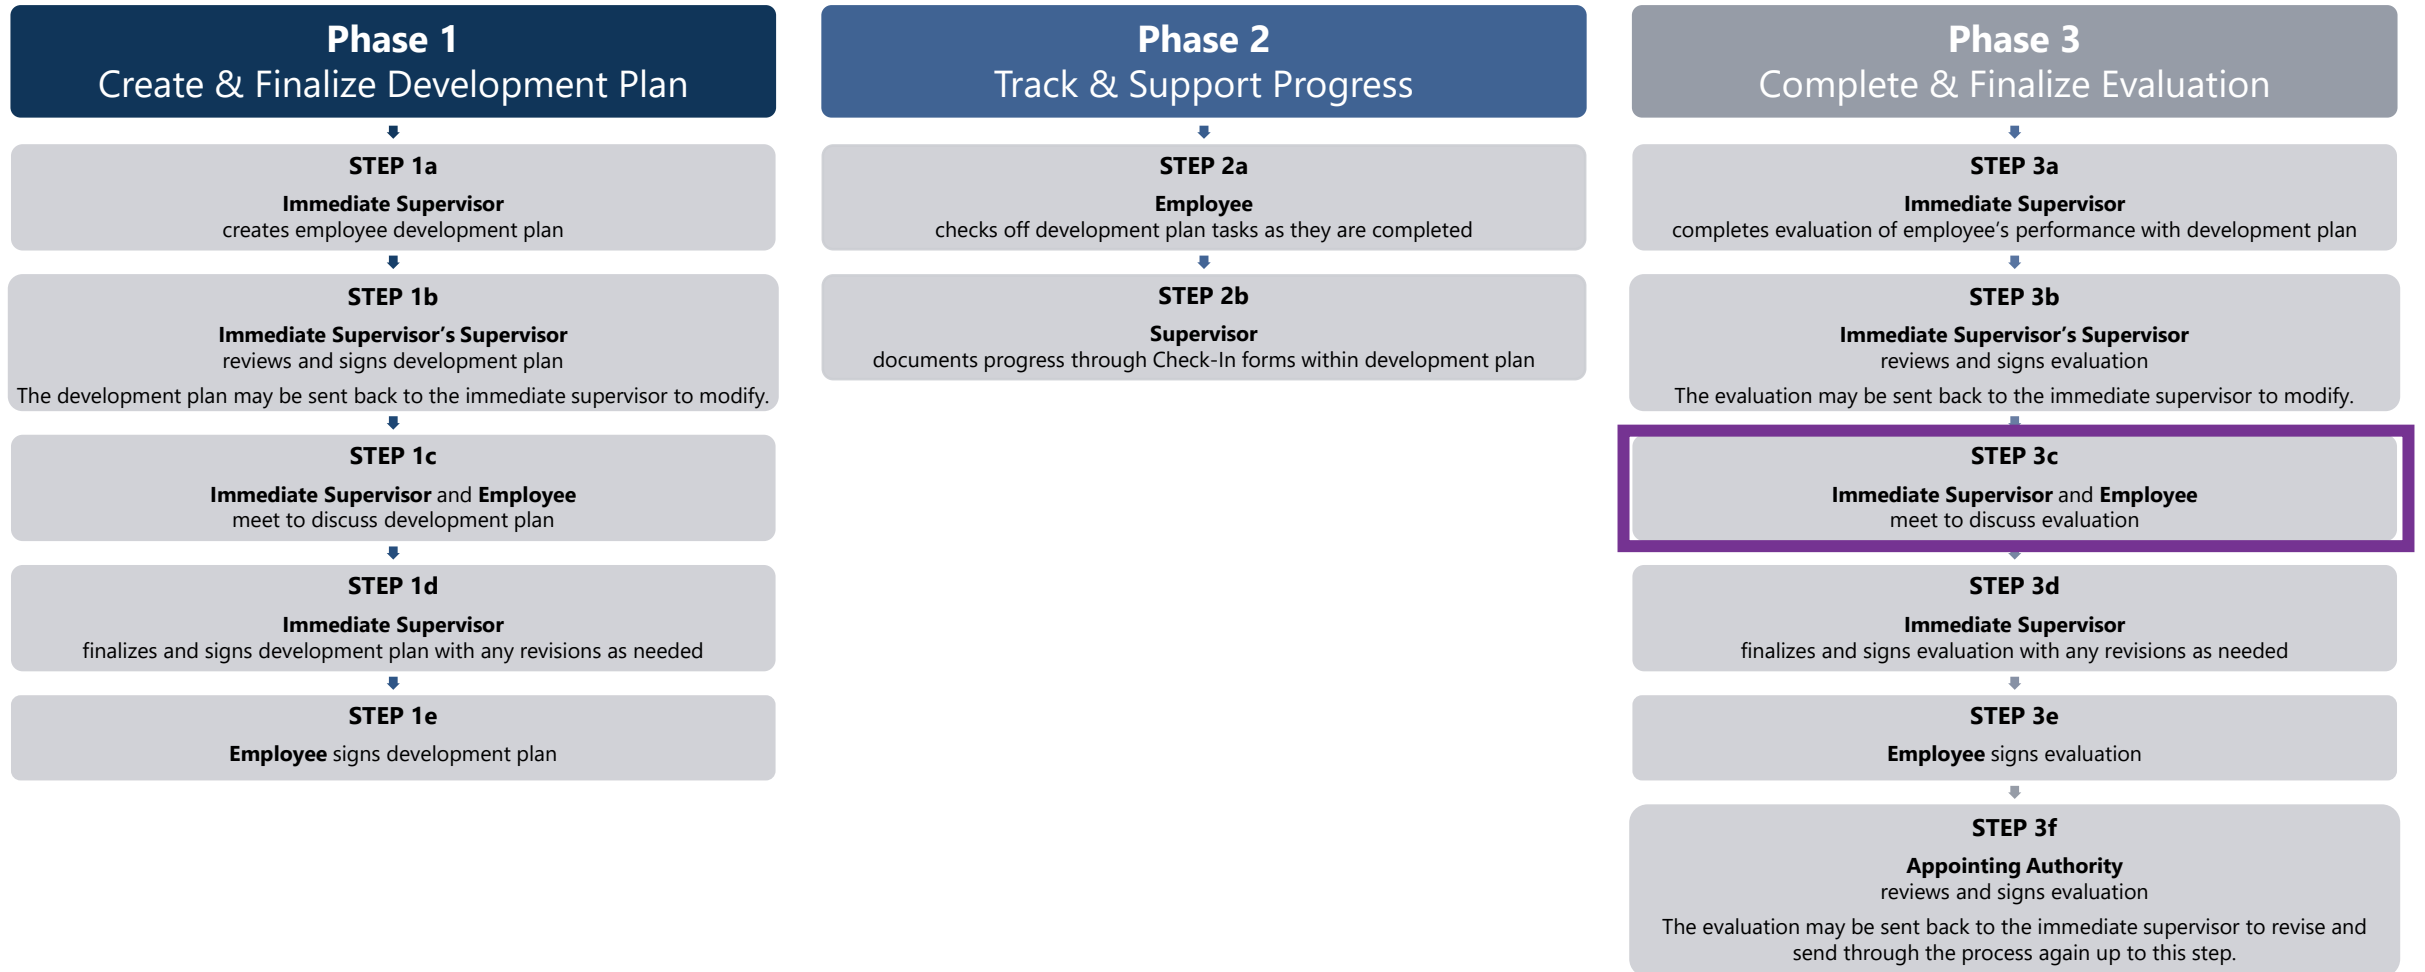 Phase 1
Create & Finalize Development Plan
STEP 1a
Immediate Supervisor
creates employee development plan
STEP 1b
Immediate Supervisor’s Supervisor
reviews and signs development plan
The development plan may be sent back to the immediate supervisor to modify.
STEP 1c
Immediate Supervisor and Employee
meet to discuss development plan
STEP 1d
Immediate Supervisor
finalizes and signs development plan with any revisions as needed
STEP 1e
Employee signs development plan
Phase 2
Track & Support Progress
STEP 2a
Employee
checks off development plan tasks as they are completed
STEP 2b
Supervisor
documents progress through Check-In forms within development plan
Phase 3
Complete & Finalize Evaluation
STEP 3a
Immediate Supervisor
completes evaluation of employee’s performance with development plan
STEP 3b
Immediate Supervisor’s Supervisor
reviews and signs evaluation
The evaluation may be sent back to the immediate supervisor to modify.
STEP 3c
Immediate Supervisor and Employee
meet to discuss evaluation
STEP 3d
Immediate Supervisor
finalizes and signs evaluation with any revisions as needed
STEP 3e
Employee signs evaluation
STEP 3f
Appointing Authority
reviews and signs evaluation
The evaluation may be sent back to the immediate supervisor to revise and
send through the process again up to this step.